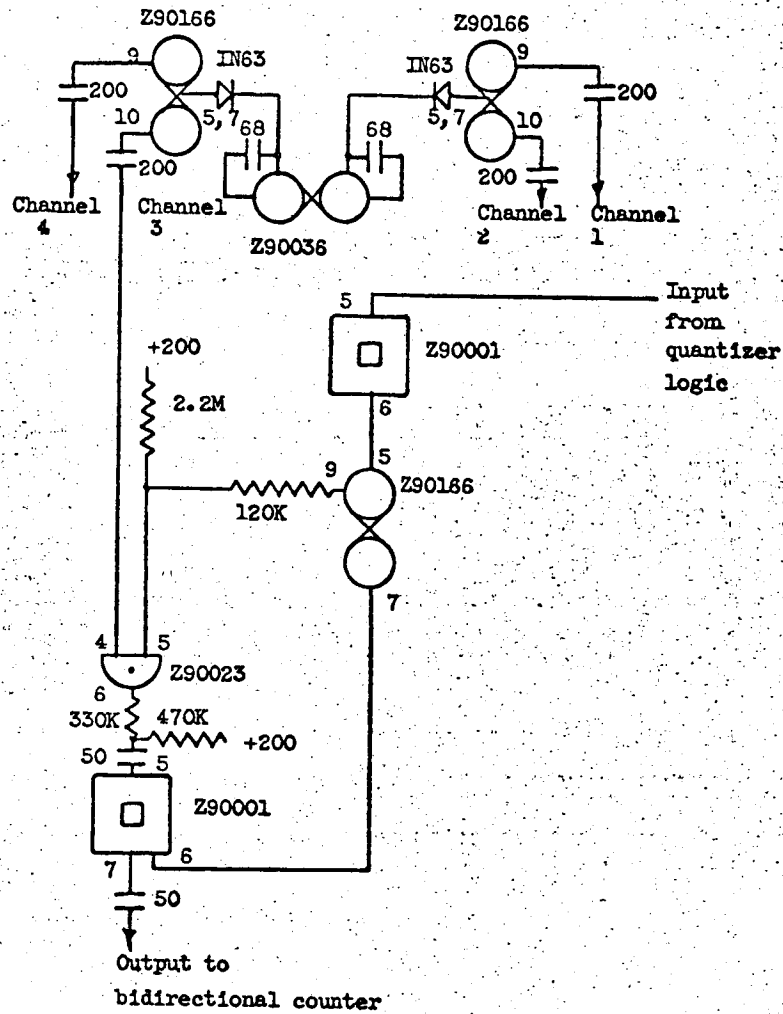 Z90166
Z90166
9
IN63
IN63
9
200
5,7
5,7
200
10
68
68
10
200
200
Channel
4
Channel
3
Z90036
Channel
2
Channel
1
Input
from
quantizer
logic
5
Z90001
6
+200
2.2M
5
9
Z90166
120K
7
4
5
Z90023
6
330K
470K
+200
50
5
Z90001
7
6
50
Output to
bidirectional counter